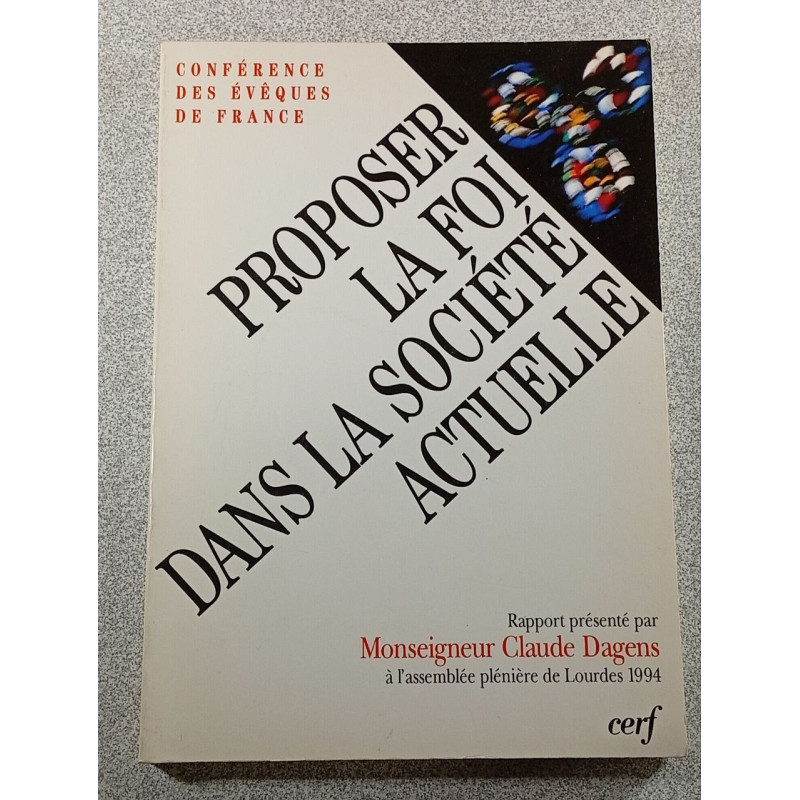 CONFÉRENCE
DES ÉVÊQUES
DE FRANCE
PROPOSER
LA FOI
DANS LA SOCIÉTÉ
ACTUELLE
Rapport présenté par
Monseigneur Claude Dagens
à l'assemblée plénière de Lourdes 1994
cerf